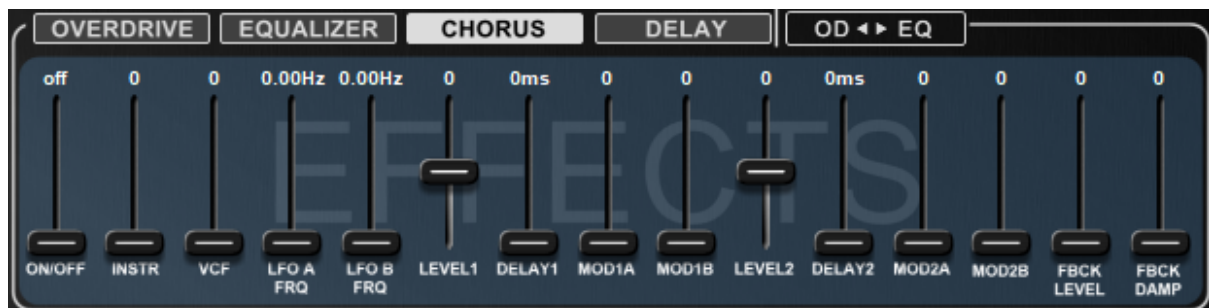 OVERDRIVE EQUALIZER CHORUS DELAY OD ◂▸ EQ
off 0 0 0.00Hz 0.00Hz 0 0ms 0 0 0 0ms 0 0 0 0
EFFECTS
ON/OFF INSTR VCF LFO A FRQ LFO B FRQ LEVEL1 DELAY1 MOD1A MOD1B LEVEL2 DELAY2 MOD2A MOD2B FBCK LEVEL FBCK DAMP